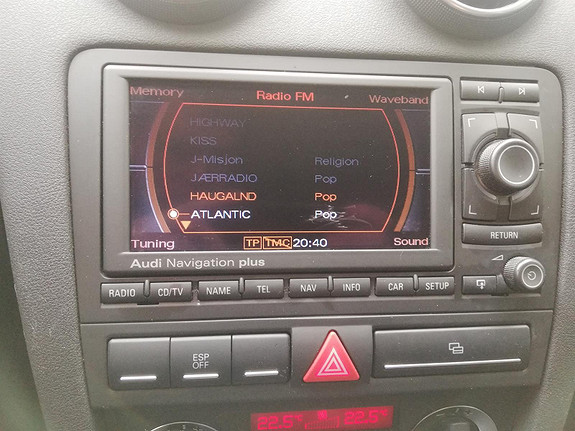 Memory
Radio FM
Waveband
HIGHWAY
KISS
J-Misjon Religion
JÆRRADIO Pop
HAUGALND Pop
ATLANTIC Pop
Tuning
TP TMC 20:40
Sound
Audi Navigation plus
RETURN
RADIO CD/TV NAME TEL NAV INFO CAR SETUP
ESP
OFF
22.5° 22.5°